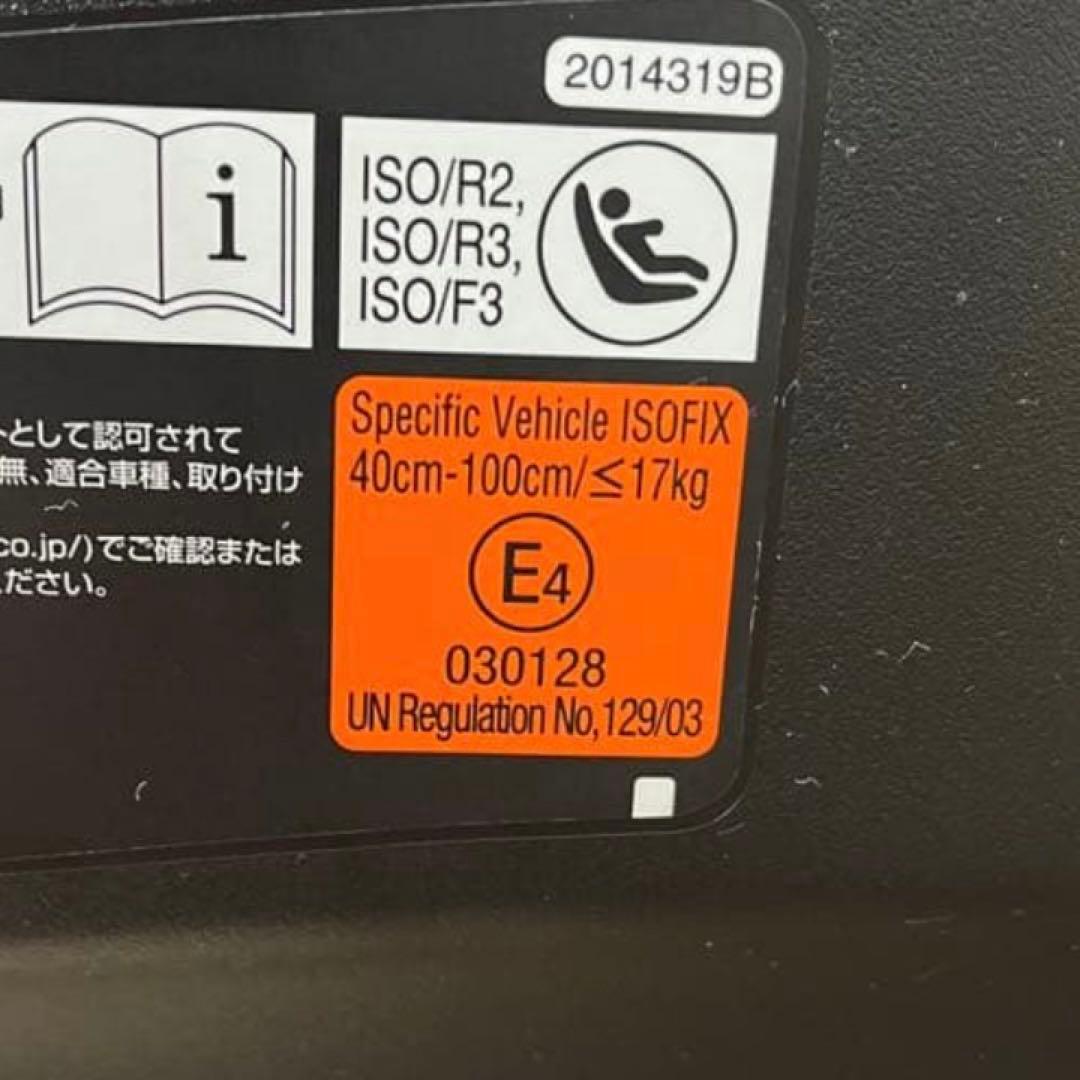 2014319B
i
ISO/R2,
ISO/R3,
ISO/F3
トとして認可されて
無、適合車種、取り付け
co.jp/)でご確認または
ください。
Specific Vehicle ISOFIX
40cm-100cm/≦17kg
E4
030128
UN Regulation No,129/03